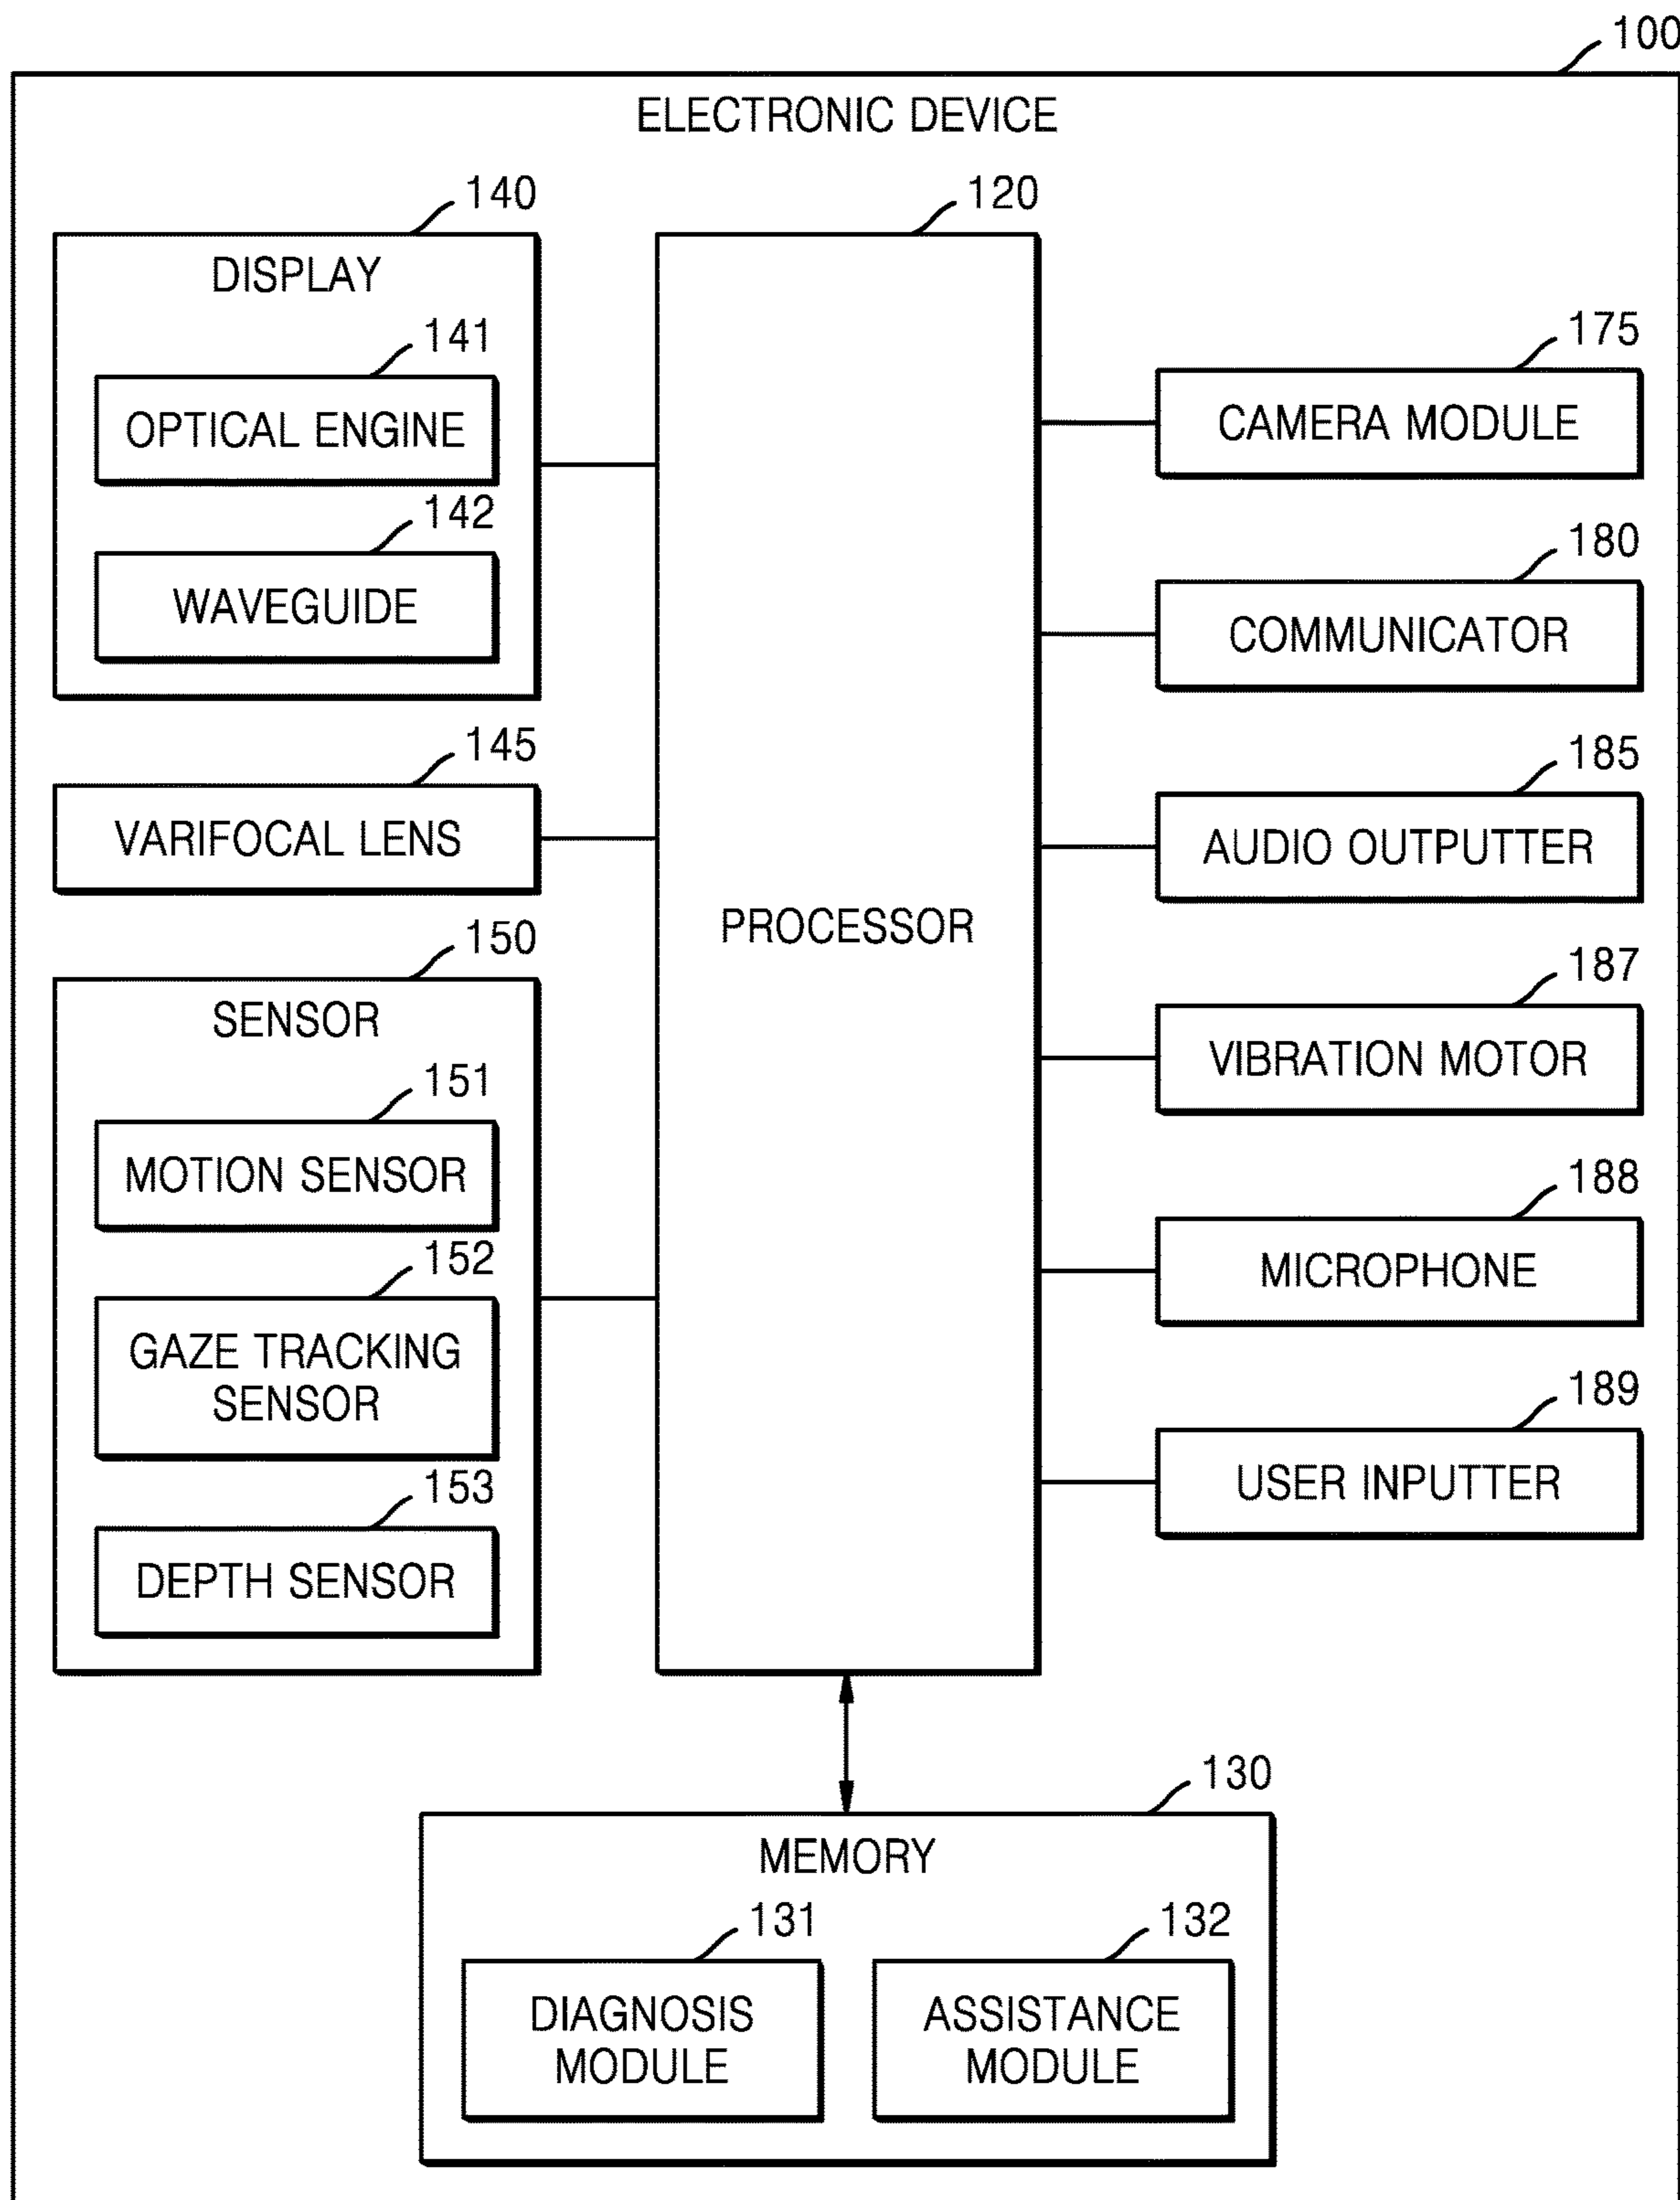 100
ELECTRONIC DEVICE
140
DISPLAY
141
OPTICAL ENGINE
142
WAVEGUIDE
145
VARIFOCAL LENS
150
SENSOR
151
MOTION SENSOR
152
GAZE TRACKING
SENSOR
153
DEPTH SENSOR
120
PROCESSOR
175
CAMERA MODULE
180
COMMUNICATOR
185
AUDIO OUTPUTTER
187
VIBRATION MOTOR
188
MICROPHONE
189
USER INPUTTER
130
MEMORY
131
DIAGNOSIS
MODULE
132
ASSISTANCE
MODULE